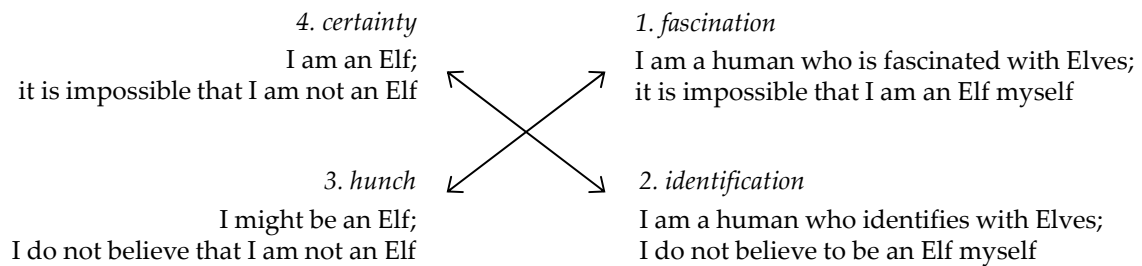 4. certainty
I am an Elf;
it is impossible that I am not an Elf
1. fascination
I am a human who is fascinated with Elves;
it is impossible that I am an Elf myself
3. hunch
I might be an Elf;
I do not believe that I am not an Elf
2. identification
I am a human who identifies with Elves;
I do not believe to be an Elf myself